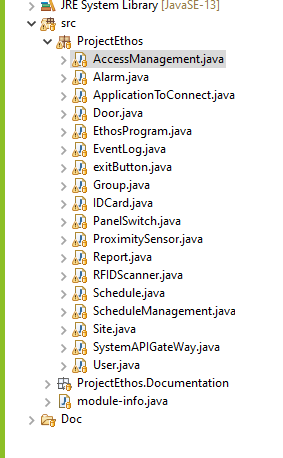 JRE System Library [JavaSE-13]
src
ProjectEthos
AccessManagement.java
Alarm.java
ApplicationToConnect.java
Door.java
EthosProgram.java
EventLog.java
exitButton.java
Group.java
IDCard.java
PanelSwitch.java
ProximitySensor.java
Report.java
RFIDScanner.java
Schedule.java
ScheduleManagement.java
Site.java
SystemAPIGateWay.java
User.java
ProjectEthos.Documentation
module-info.java
Doc